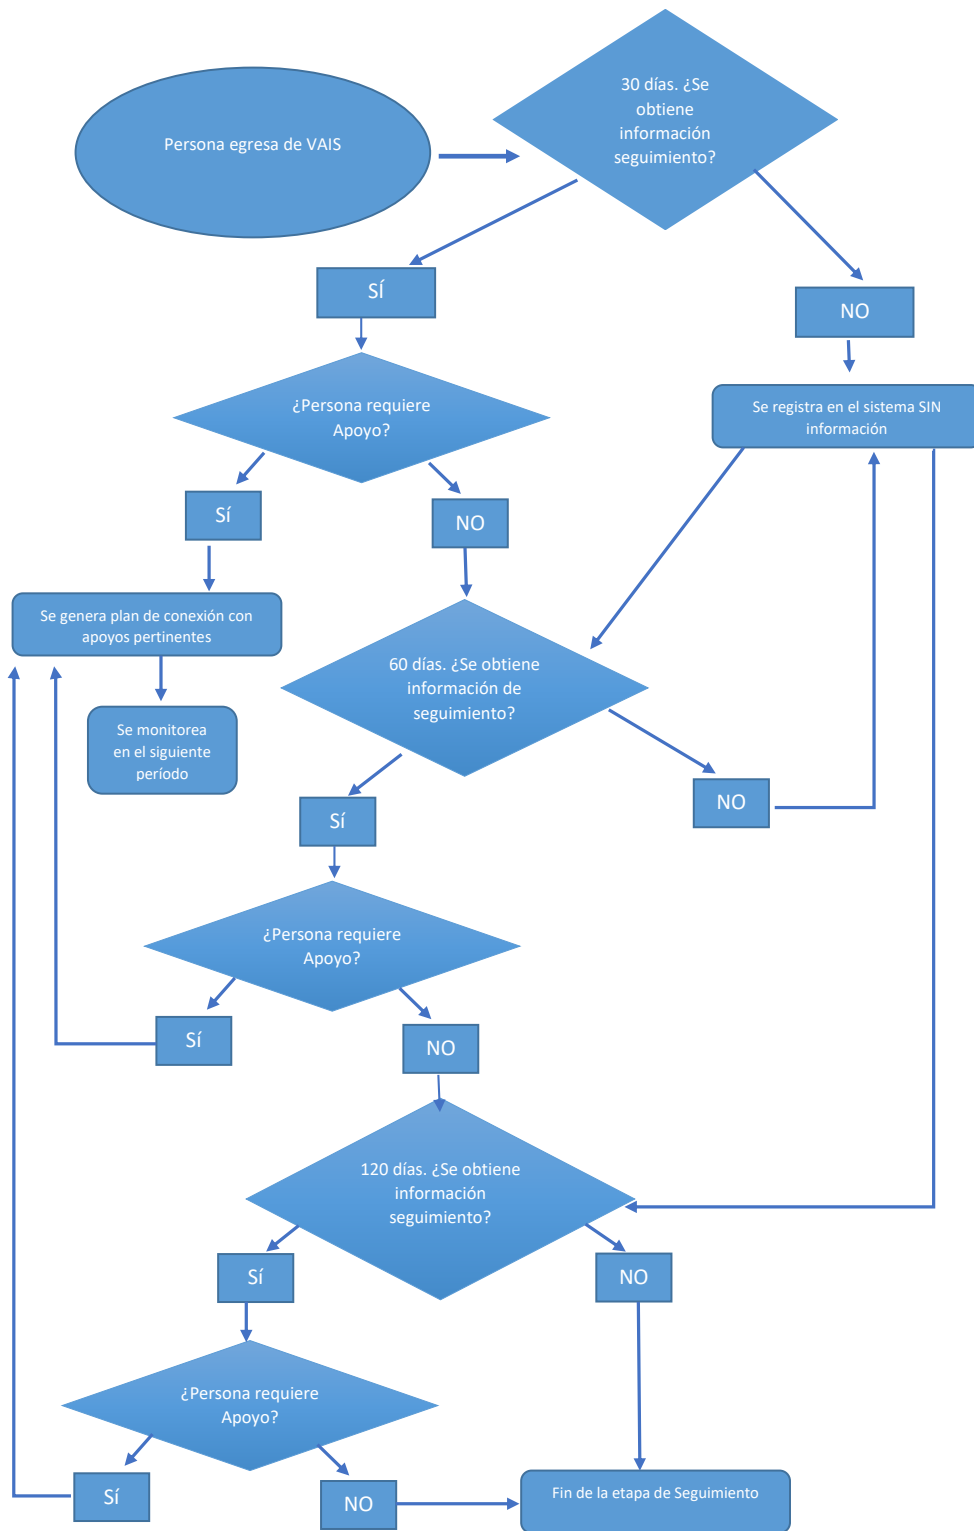 Persona egresa de VAIS
30 días. ¿Se
obtiene
información
seguimiento?
SÍ
NO
¿Persona requiere
Apoyo?
Se registra en el sistema SIN
información
Sí
NO
Se genera plan de conexión con
apoyos pertinentes
60 días. ¿Se obtiene
información de
seguimiento?
Se monitorea
en el siguiente
período
NO
Sí
¿Persona requiere
Apoyo?
Sí
NO
120 días. ¿Se obtiene
información
seguimiento?
Sí
NO
¿Persona requiere
Apoyo?
Sí
NO
Fin de la etapa de Seguimiento